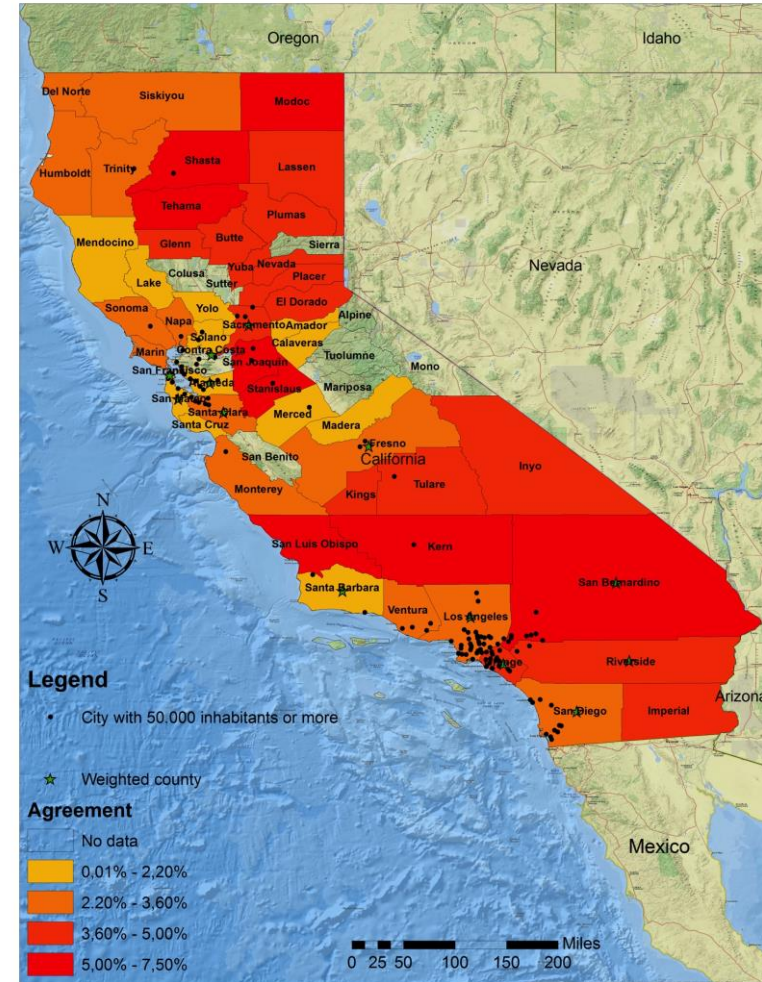 Oregon
Idaho
Del Norte
Siskiyou
Modoc
Humboldt
Trinity
Shasta
Lassen
Tehama
Plumas
Mendocino
Glenn
Butte
Sierra
Colusa
Yuba
Nevada
Nevada
Lake
Sutter
Placer
El Dorado
Sonoma
Napa
Yolo
Sacramento
Amador
Alpine
Solano
Calaveras
Marin
Contra Costa
San Joaquin
Tuolumne
Mono
San Francisco
Alameda
Stanislaus
Mariposa
San Mateo
Santa Clara
Merced
Santa Cruz
Madera
Fresno
San Benito
California
Inyo
Monterey
Kings
Tulare
N
W
E
S
San Luis Obispo
Kern
San Bernardino
Santa Barbara
Ventura
Los Angeles
Riverside
San Diego
Imperial
Arizona
Mexico
Legend
City with 50.000 inhabitants or more
Weighted county
Agreement
No data
0,01% - 2,20%
2.20% - 3,60%
3,60% - 5,00%
5,00% - 7,50%
Miles
0 25 50 100 150 200